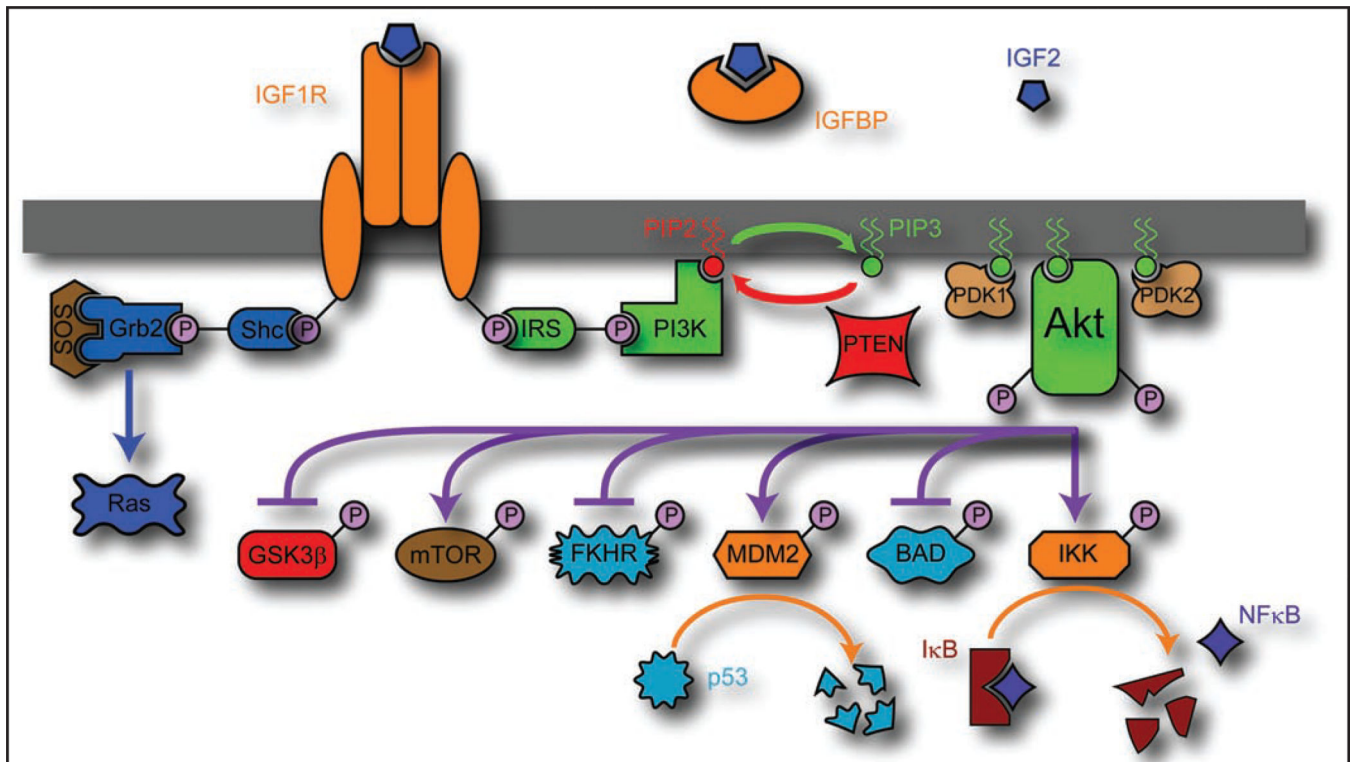 IGF1R
IGFBP
IGF2
PIP2
PIP3
SOS
Grb2
P
Shc
P
P
IRS
P
PI3K
PTEN
PDK1
Akt
PDK2
P
P
Ras
GSK3β
P
mTOR
P
FKHR
P
MDM2
P
BAD
P
IKK
P
p53
IκB
NFκB